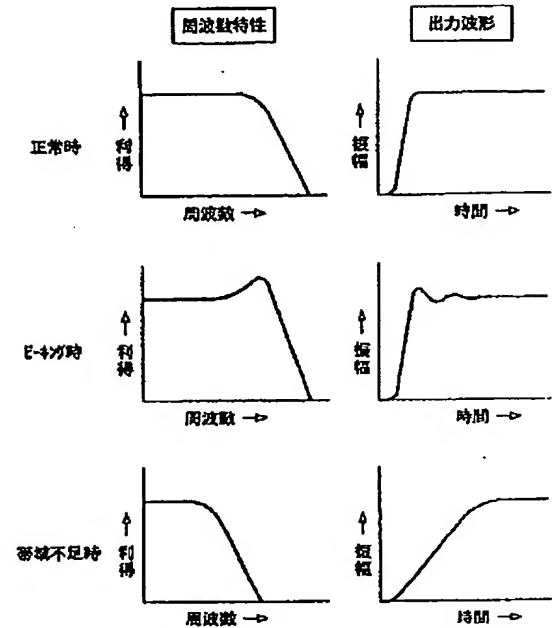 周波数特性
出力波形
正常時
利得
周波数
振幅
時間
ピーキング時
利得
周波数
振幅
時間
帯域不足時
利得
周波数
振幅
時間